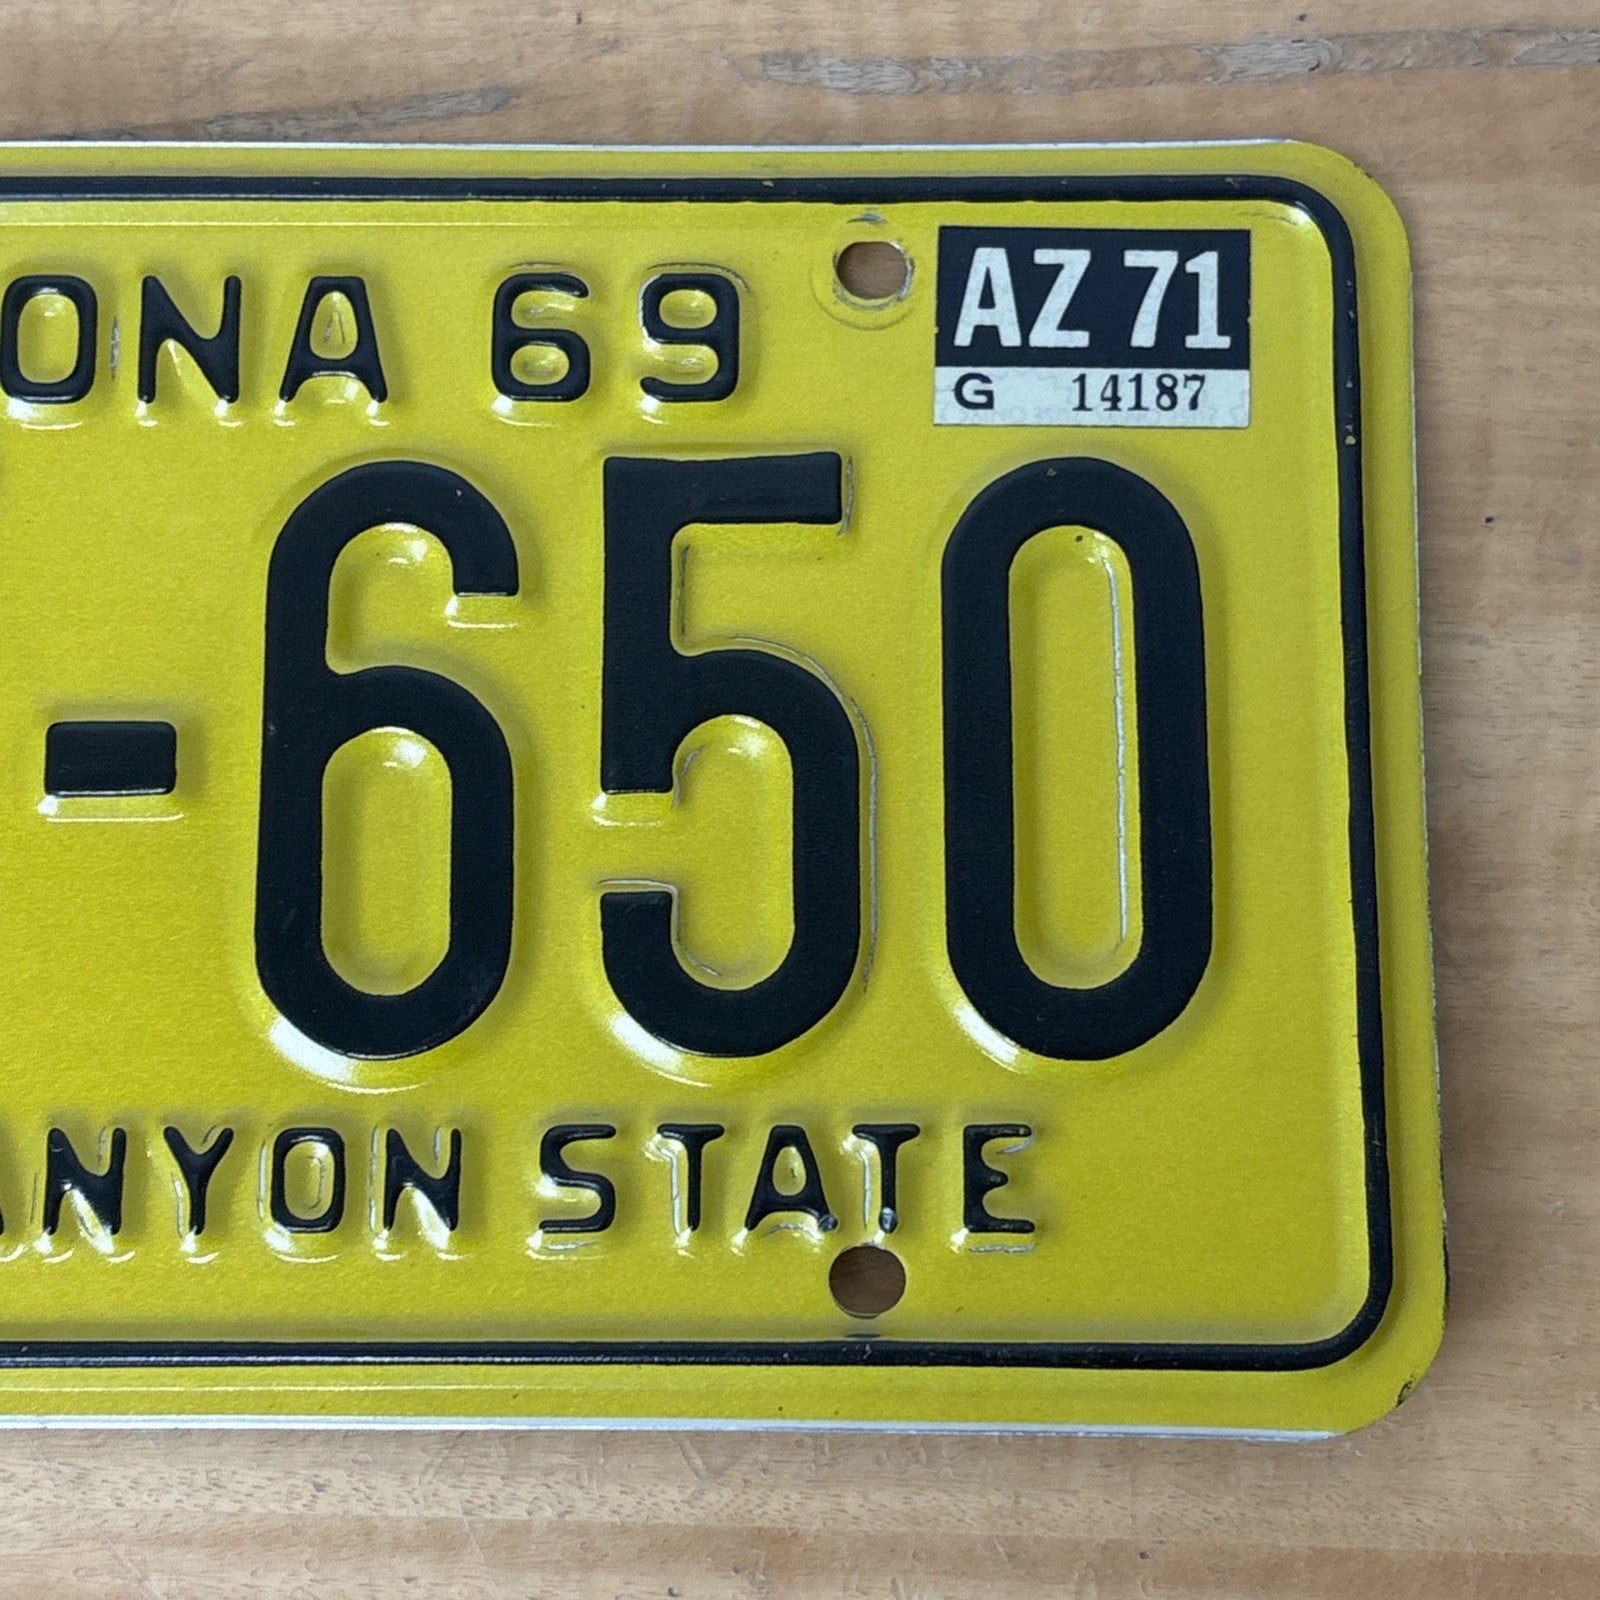 ONA 69
AZ 71
G 14187
-650
ANYON STATE